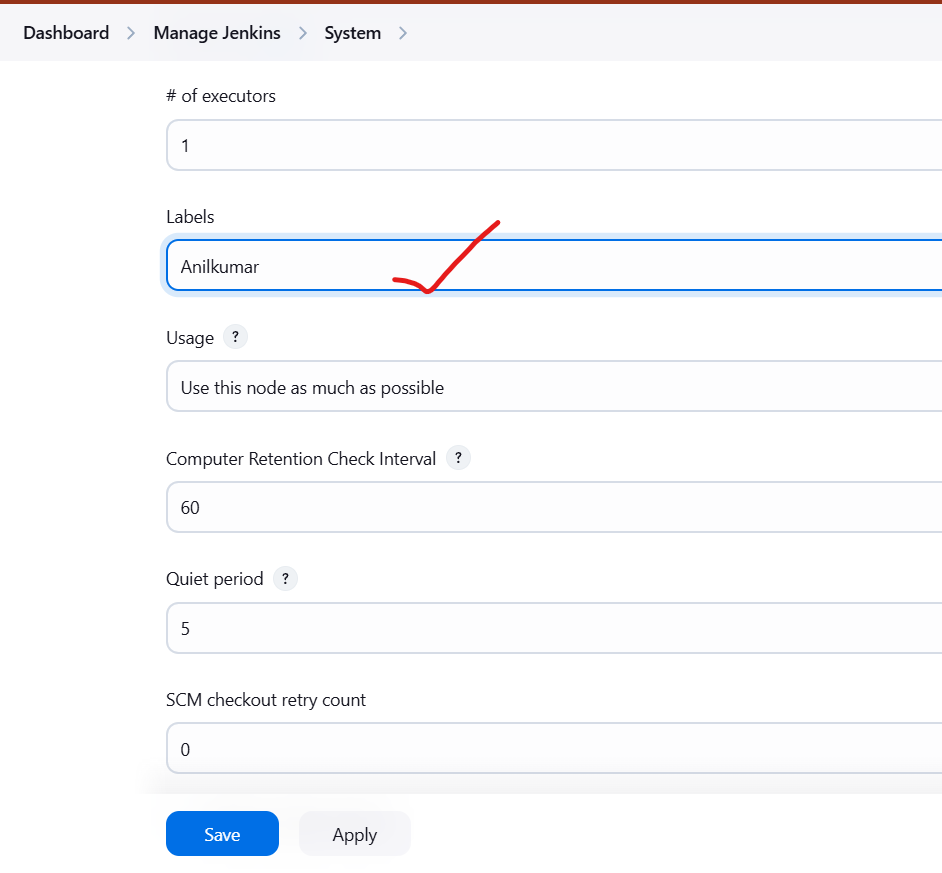 Dashboard > Manage Jenkins > System >
# of executors
1
Labels
Anilkumar
Usage ?
Use this node as much as possible
Computer Retention Check Interval ?
60
Quiet period ?
5
SCM checkout retry count
0
Save Apply